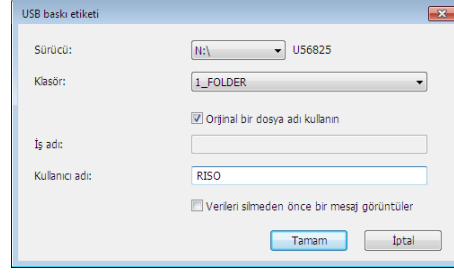 USB baskı etiketi
Sürücü: N:\ U56825
Klasör: 1_FOLDER
Orijinal bir dosya adı kullanın
İş adı:
Kullanıcı adı: RISO
Verileri silmeden önce bir mesaj görüntüler
Tamam İptal